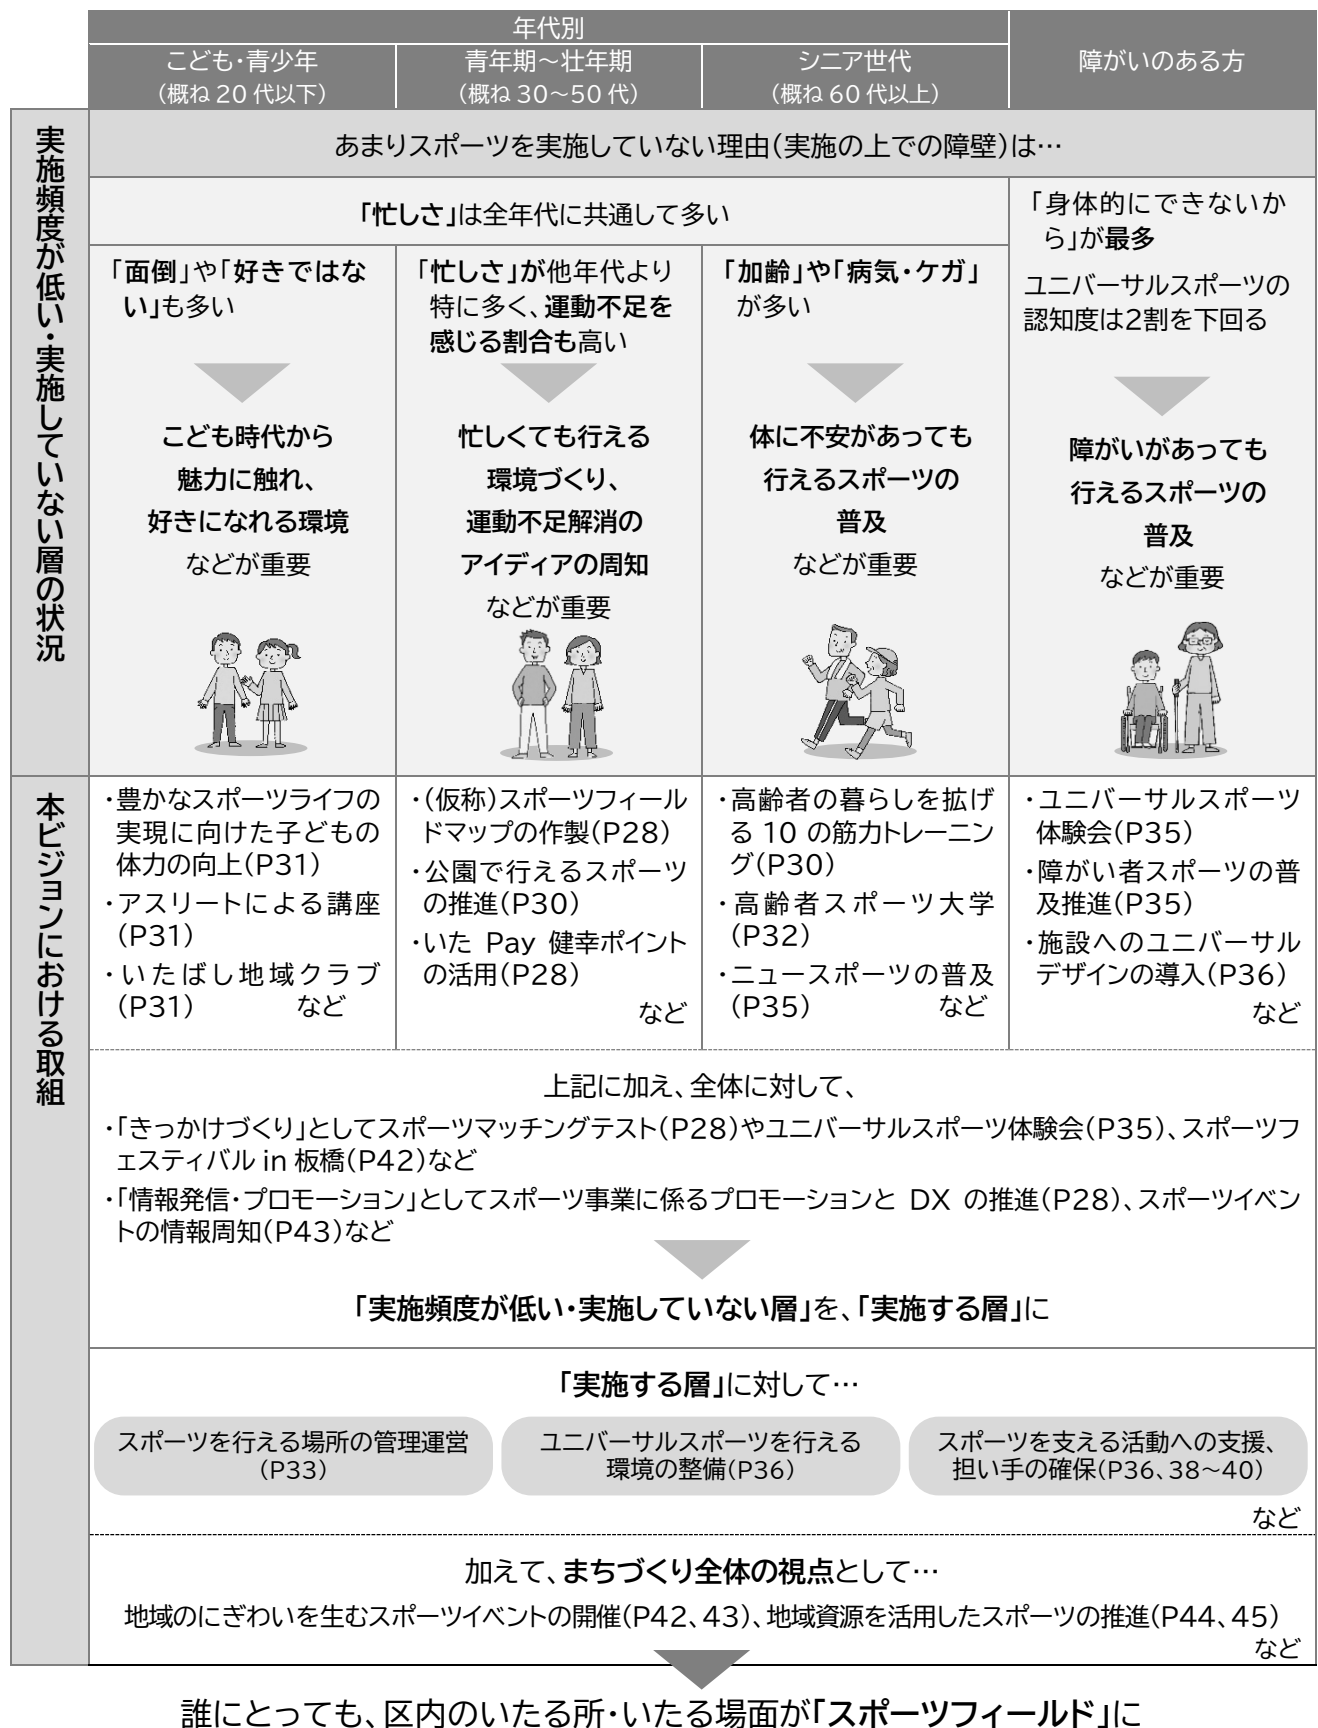 年代別
こども・青少年
(概ね20代以下)
青年期～壮年期
(概ね30～50代)
シニア世代
(概ね60代以上)
障がいのある方
実施頻度が低い・実施していない層の状況
あまりスポーツを実施していない理由(実施の上での障壁)は…
「忙しさ」は全年代に共通して多い
「面倒」や「好きではな
い」も多い
こども時代から
魅力に触れ、
好きになれる環境
などが重要
「忙しさ」が他年代より
特に多く、運動不足を
感じる割合も高い
忙しくても行える
環境づくり、
運動不足解消の
アイディアの周知
などが重要
「加齢」や「病気・ケガ」
が多い
体に不安があっても
行えるスポーツの
普及
などが重要
「身体的にできないか
ら」が最多
ユニバーサルスポーツの
認知度は2割を下回る
障がいがあっても
行えるスポーツの
普及
などが重要
本ビジョンにおける取組
・豊かなスポーツライフの
実現に向けた子どもの
体力の向上(P31)
・アスリートによる講座
(P31)
・いたばし地域クラブ
(P31) など
・(仮称)スポーツフィール
ドマップの作製(P28)
・公園で行えるスポーツ
の推進(P30)
・いた Pay 健幸ポイント
の活用(P28)
など
・高齢者の暮らしを拡げ
る 10 の筋力トレーニン
グ(P30)
・高齢者スポーツ大学
(P32)
・ニュースポーツの普及
(P35) など
・ユニバーサルスポーツ
体験会(P35)
・障がい者スポーツの普
及推進(P35)
・施設へのユニバーサル
デザインの導入(P36)
など
上記に加え、全体に対して、
・「きっかけづくり」としてスポーツマッチングテスト(P28)やユニバーサルスポーツ体験会(P35)、スポーツフ
ェスティバル in 板橋(P42)など
・「情報発信・プロモーション」としてスポーツ事業に係るプロモーションと DX の推進(P28)、スポーツイベン
トの情報周知(P43)など
「実施頻度が低い・実施していない層」を、「実施する層」に
「実施する層」に対して…
スポーツを行える場所の管理運営
(P33)
ユニバーサルスポーツを行える
環境の整備(P36)
スポーツを支える活動への支援、
担い手の確保(P36、38～40)
など
加えて、まちづくり全体の視点として…
地域のにぎわいを生むスポーツイベントの開催(P42、43)、地域資源を活用したスポーツの推進(P44、45)
など
誰にとっても、区内のいたる所・いたる場面が「スポーツフィールド」に